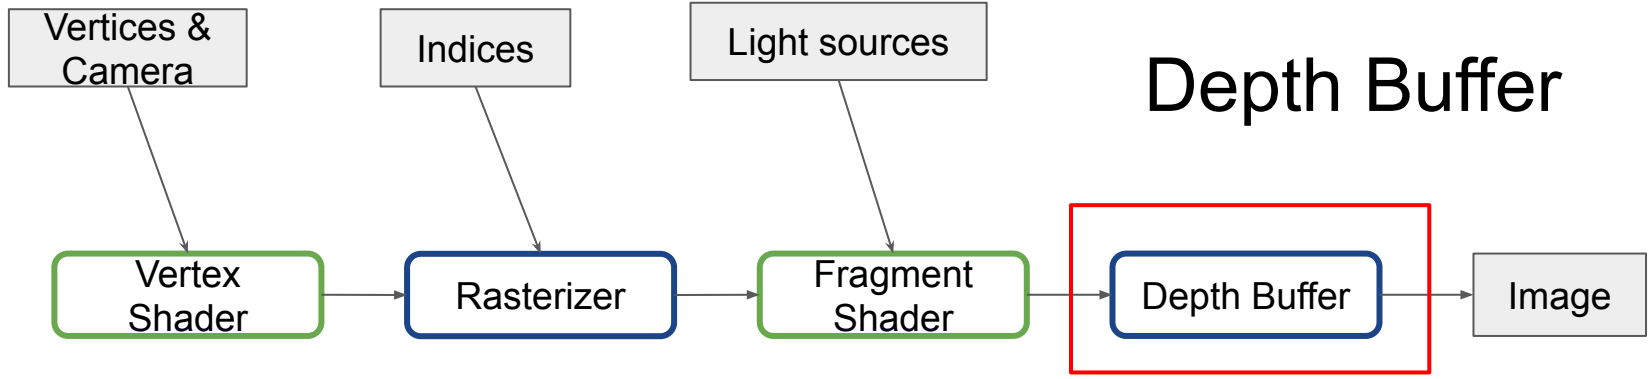 Vertices &
Camera
Indices
Light sources
Depth Buffer
Vertex
Shader
Rasterizer
Fragment
Shader
Depth Buffer
Image